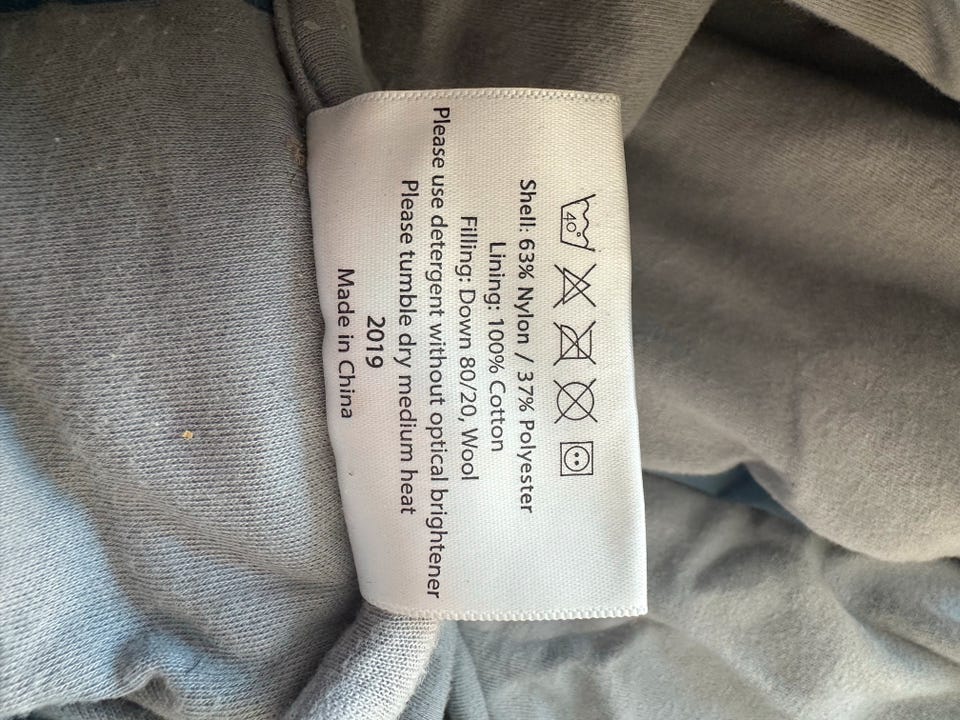 40°
Shell: 63% Nylon / 37% Polyester
Lining: 100% Cotton
Filling: Down 80/20, Wool
Please use detergent without optical brightener
Please tumble dry medium heat
2019
Made in China